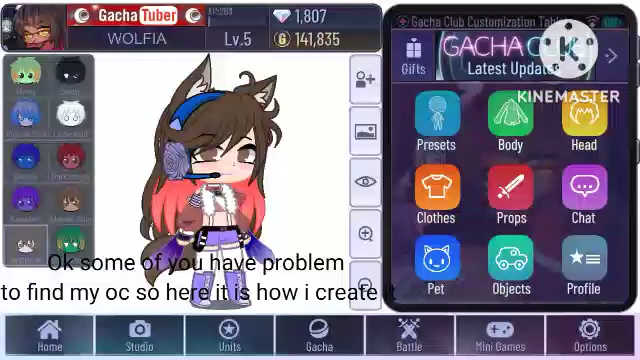 Gacha Tuber
WOLFIA
Lv.5
1,807
G 141,835
Gacha Club Customization Tabl
Gifts
GACHA
Latest Update
K
KINEMASTER
Presets
Body
Head
Clothes
Props
Chat
Pet
Objects
Profile
Ok some of you have problem
to find my oc so here it is how i create it
Home
Studio
Units
Gacha
Battle
Mini Games
Options